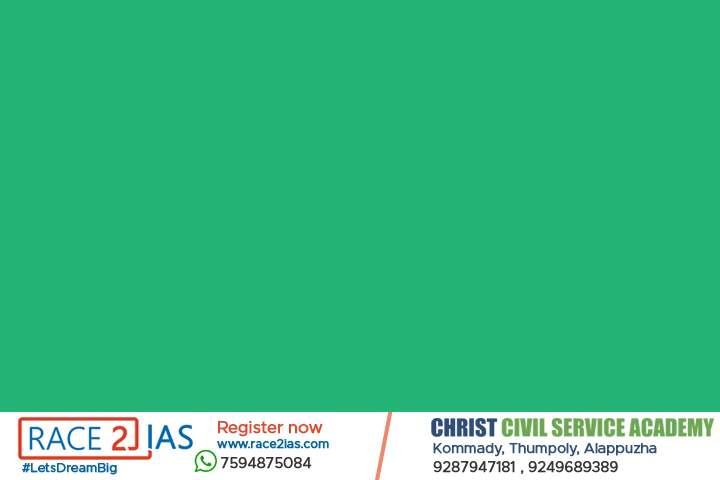 RACE 2 IAS
#LetsDreamBig
Register now
www.race2ias.com
7594875084
CHRIST CIVIL SERVICE ACADEMY
Kommady, Thumpoly, Alappuzha
9287947181 , 9249689389